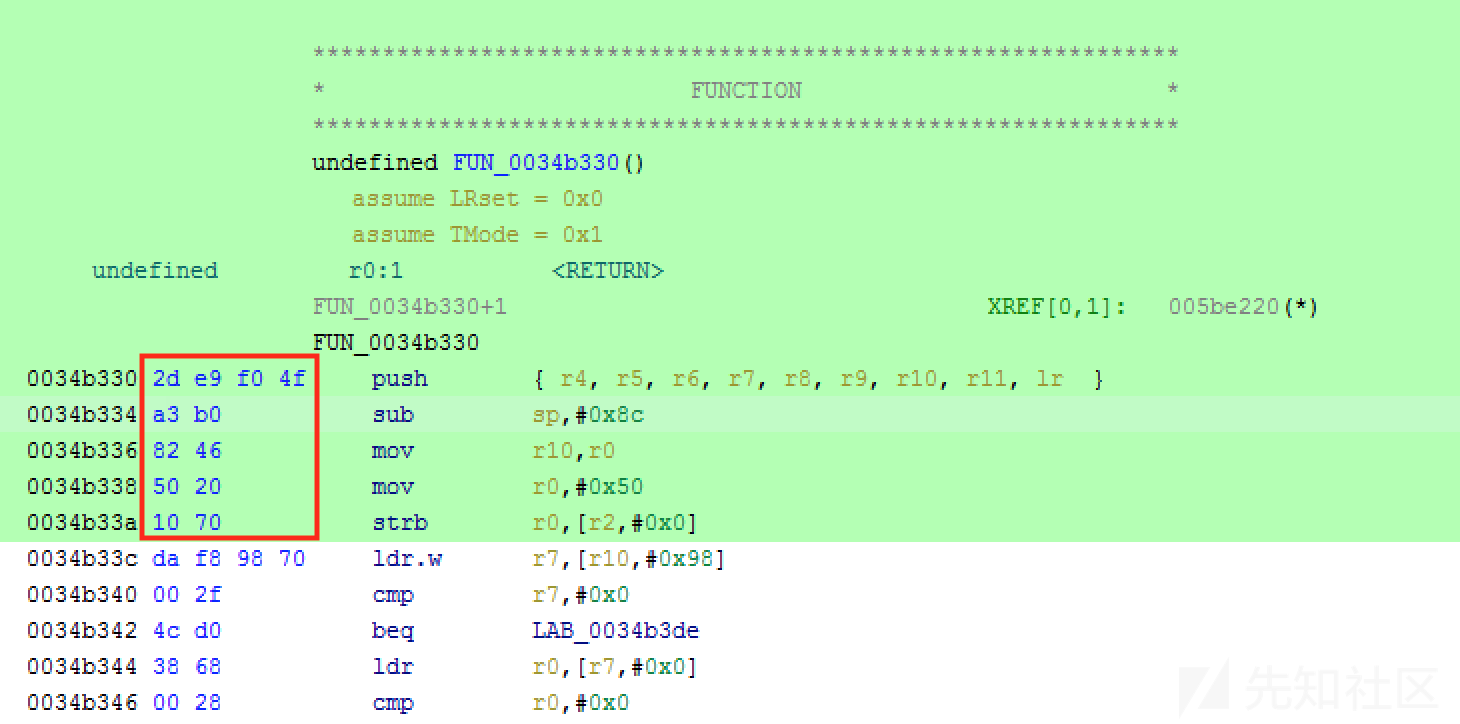 **************************************************************
*                          FUNCTION                          *
**************************************************************
undefined FUN_0034b330()
assume LRset = 0x0
assume TMode = 0x1
undefined r0:1 <RETURN>
FUN_0034b330+1 XREF[0,1]: 005be220(*)
FUN_0034b330
0034b330 2d e9 f0 4f push { r4, r5, r6, r7, r8, r9, r10, r11, lr }
0034b334 a3 b0 sub sp,#0x8c
0034b336 82 46 mov r10,r0
0034b338 50 20 mov r0,#0x50
0034b33a 10 70 strb r0,[r2,#0x0]
0034b33c da f8 98 70 ldr.w r7,[r10,#0x98]
0034b340 00 2f cmp r7,#0x0
0034b342 4c d0 beq LAB_0034b3de
0034b344 38 68 ldr r0,[r7,#0x0]
0034b346 00 28 cmp r0,#0x0
先知社区